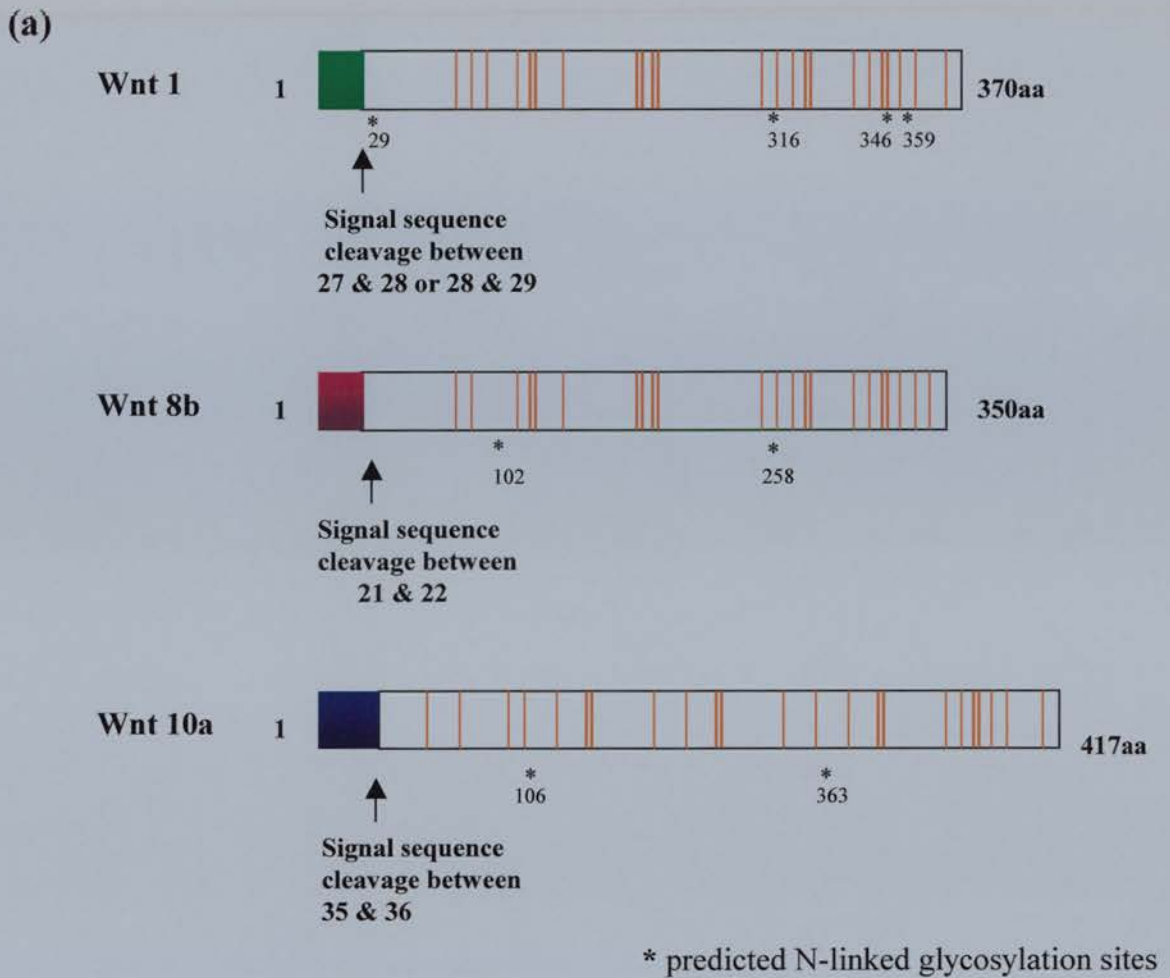 (a)
Wnt 1 1 370aa
* * * *
29 316 346 359
Signal sequence
cleavage between
27 & 28 or 28 & 29
Wnt 8b 1 350aa
* *
102 258
Signal sequence
cleavage between
21 & 22
Wnt 10a 1 417aa
* *
106 363
Signal sequence
cleavage between
35 & 36
* predicted N-linked glycosylation sites